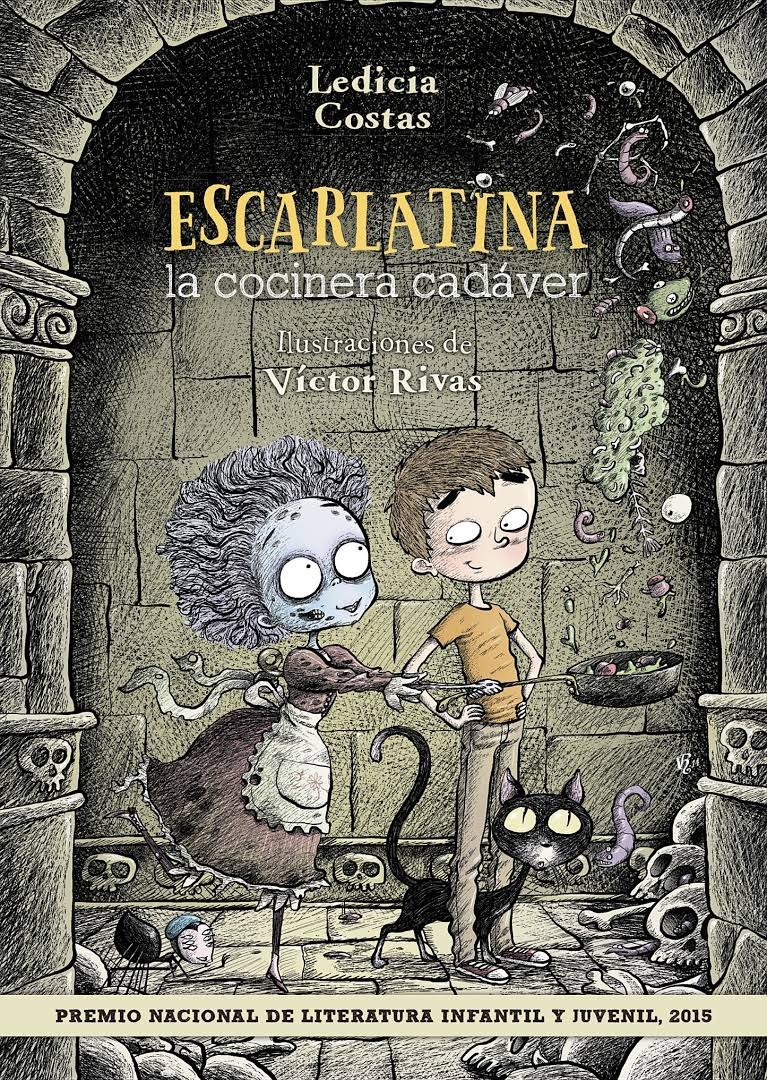 Ledicia
Costas
ESCARLATINA
la cocinera cadáver
Ilustraciones de
Víctor Rivas
PREMIO NACIONAL DE LITERATURA INFANTIL Y JUVENIL, 2015